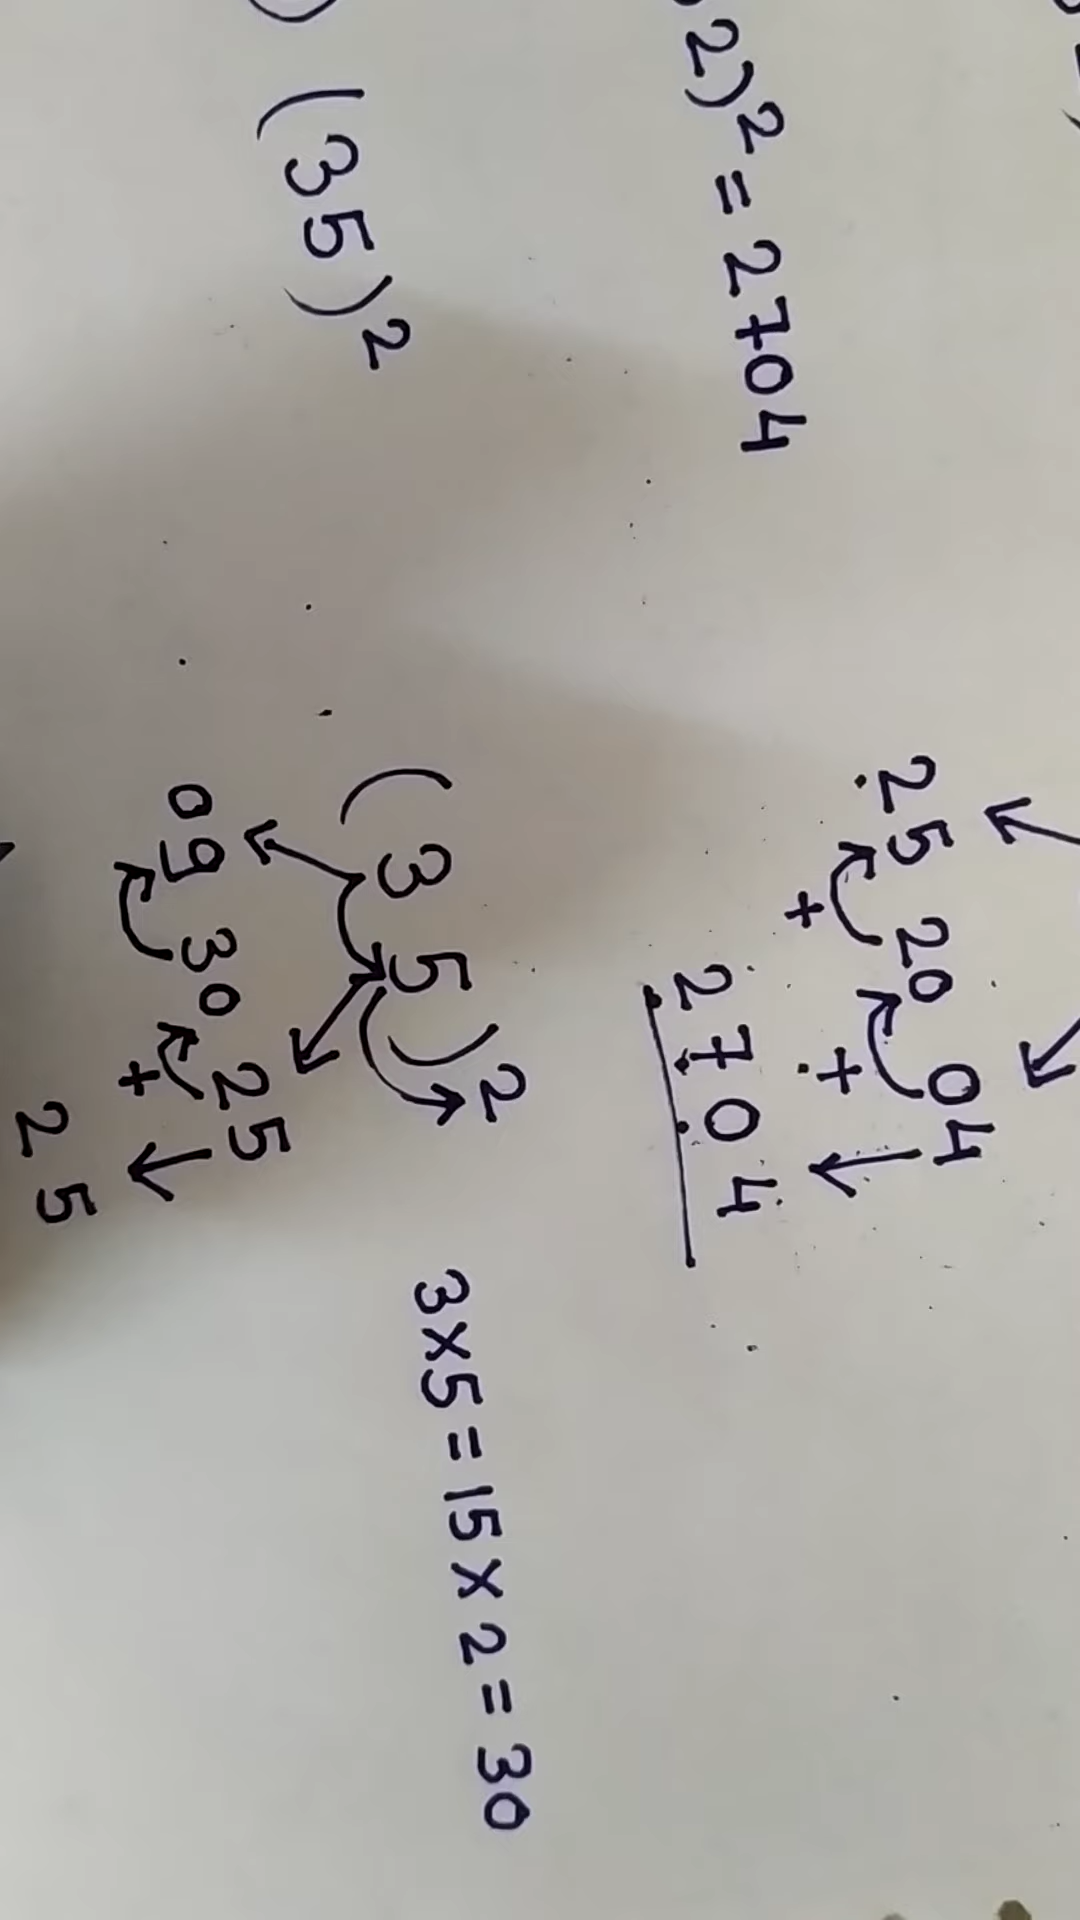 2)² = 2704
25 20 04
+ +
2704
(35)²
(35)²
3×5=15×2=30
09 30 25
+
25